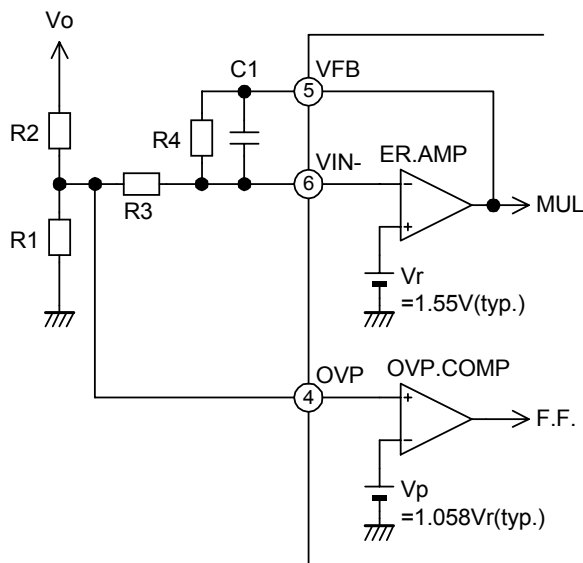 Vo
C1
VFB
5
R2
R4
VIN-
ER.AMP
6
R3
MUL
R1
Vr
=1.55V(typ.)
OVP
OVP.COMP
4
F.F.
Vp
=1.058Vr(typ.)